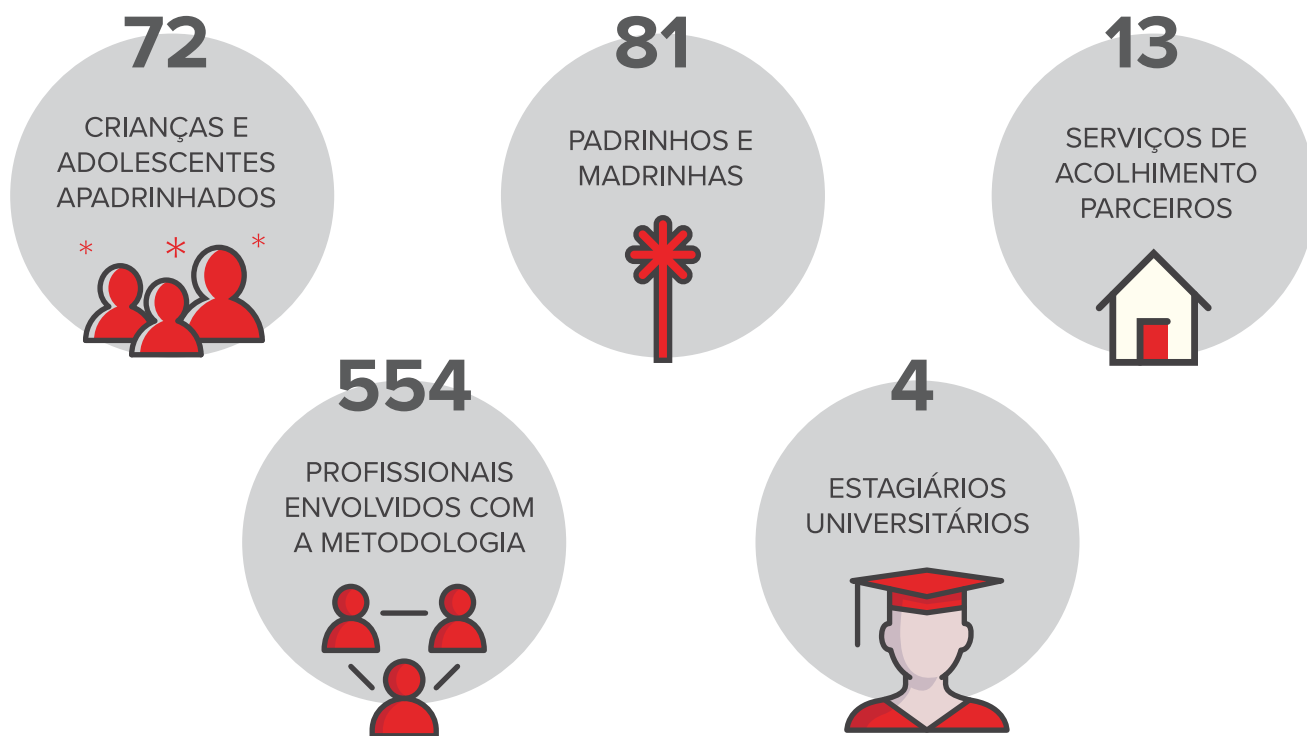 72
CRIANÇAS E
ADOLESCENTES
APADRINHADOS
81
PADRINHOS E
MADRINHAS
13
SERVIÇOS DE
ACOLHIMENTO
PARCEIROS
554
PROFISSIONAIS
ENVOLVIDOS COM
A METODOLOGIA
4
ESTAGIÁRIOS
UNIVERSITÁRIOS